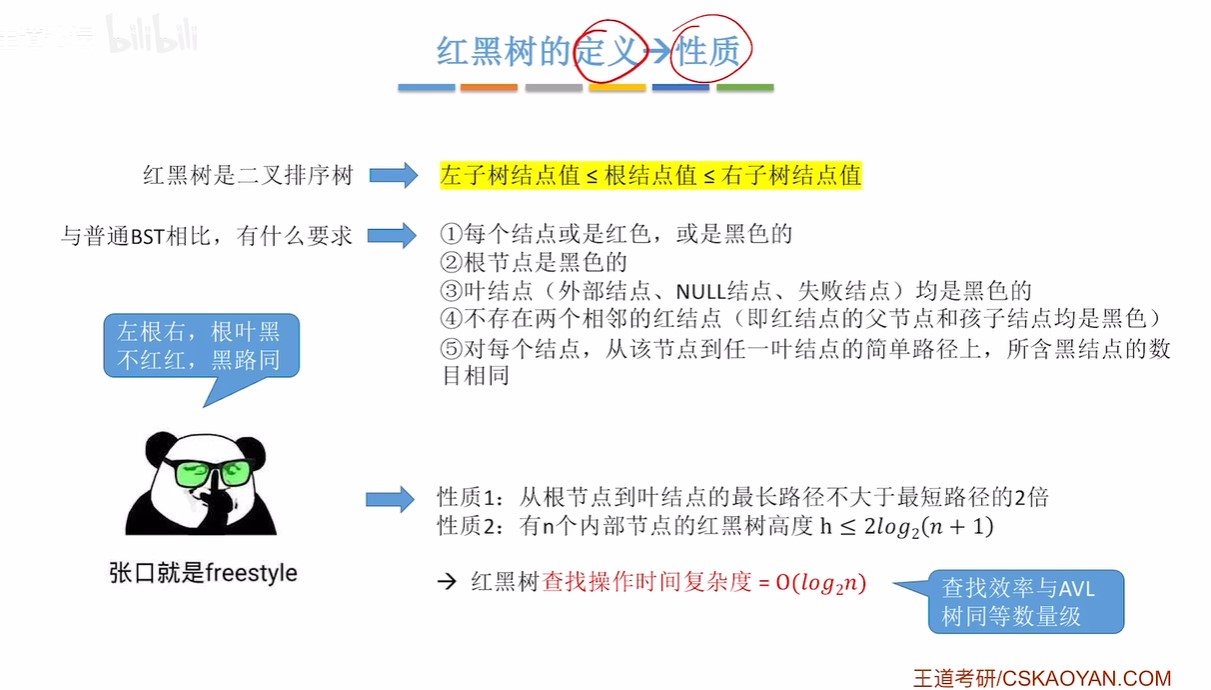 bilibili
红黑树的定义→性质
红黑树是二叉排序树
左子树结点值 ≤ 根结点值 ≤ 右子树结点值
与普通BST相比，有什么要求
①每个结点或是红色，或是黑色的
②根节点是黑色的
③叶结点（外部结点、NULL结点、失败结点）均是黑色的
④不存在两个相邻的红结点（即红结点的父节点和孩子结点均是黑色）
⑤对每个结点，从该节点到任一叶结点的简单路径上，所含黑结点的数
目相同
左根右，根叶黑
不红红，黑路同
张口就是freestyle
性质1：从根节点到叶结点的最长路径不大于最短路径的2倍
性质2：有n个内部节点的红黑树高度 h ≤ 2log₂(n + 1)
→ 红黑树查找操作时间复杂度 = O(log₂n)
查找效率与AVL
树同等数量级
王道考研/CSKAOYAN.COM